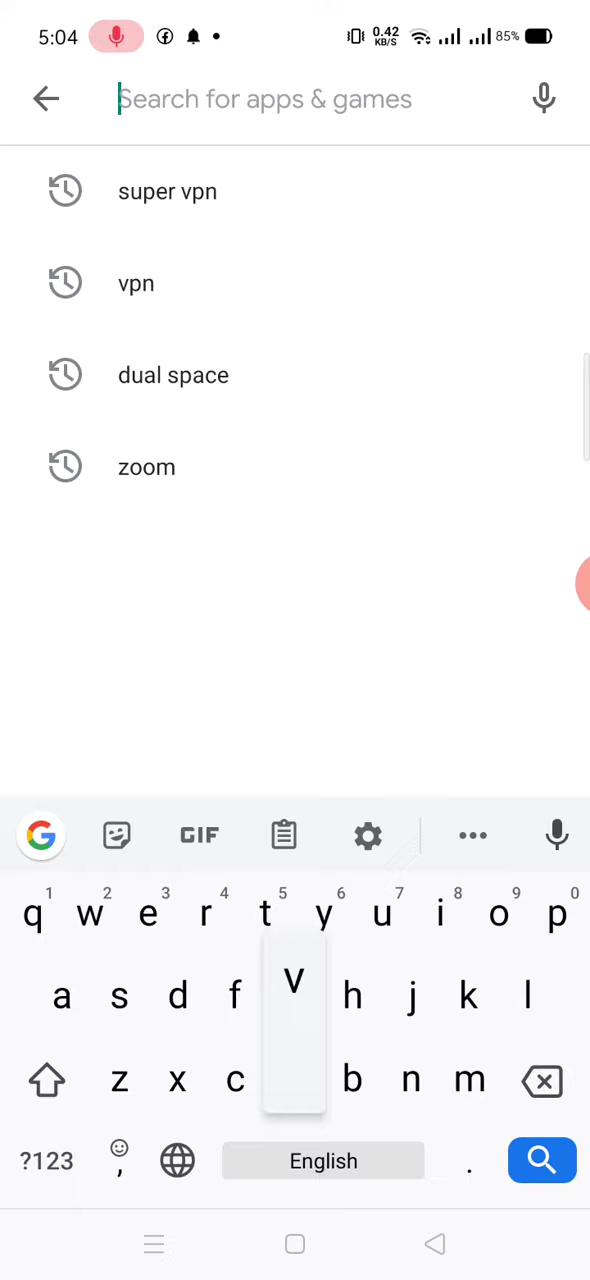 5:04 0.42 KB/S 85%
Search for apps & games
super vpn
vpn
dual space
zoom
GIF
1 2 3 4 5 6 7 8 9 0
q w e r t y u i o p
a s d f v h j k l
z x c b n m
?123 , English .